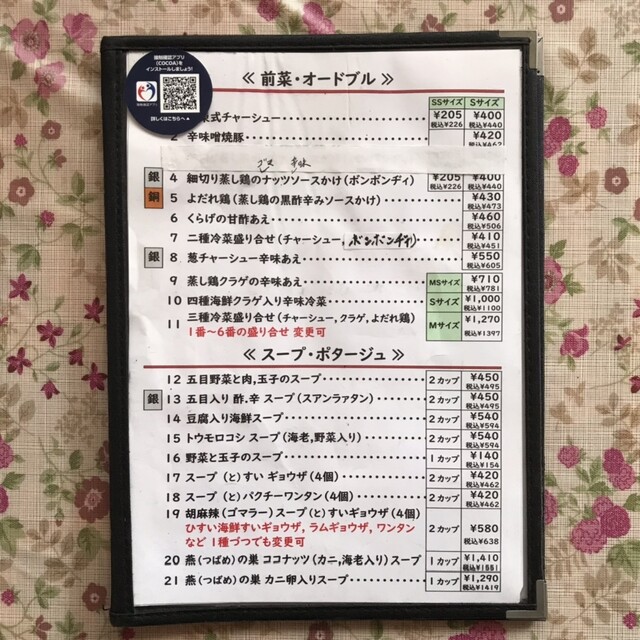 接触確認アプリ
(COCOA)を
インストールしましょう!
詳しくはこちらへ▲
≪ 前菜・オードブル ≫
SSサイズ Sサイズ
式チャーシュー ¥205 税込¥226 ¥400 税込¥440
2 辛味噌焼豚 ¥420 税込¥462
銀 4 細切り蒸し鶏のナッツソースかけ(ボンボンヂィ) ¥205 税込¥226 ¥400 税込¥440
銅 5 よだれ鶏(蒸し鶏の黒酢辛みソースかけ) ¥430 税込¥473
6 くらげの甘酢あえ ¥460 税込¥506
7 二種冷菜盛り合せ(チャーシュー, ボンボンヂィ) ¥410 税込¥451
銀 8 葱チャーシュー辛味あえ ¥550 税込¥605
9 蒸し鶏クラゲの辛味あえ MSサイズ ¥710 税込¥781
10 四種海鮮クラゲ入り辛味冷菜 Sサイズ ¥1,000 税込¥1100
11 三種冷菜盛り合せ(チャーシュー,クラゲ,よだれ鶏) Mサイズ ¥1,270 税込¥1397
1番~6番の盛り合せ 変更可
≪ スープ・ポタージュ ≫
12 五目野菜と肉,玉子のスープ 2カップ ¥450 税込¥495
銀 13 五目入り 酢.辛 スープ(スアンラァタン) 2カップ ¥450 税込¥495
14 豆腐入り海鮮スープ 2カップ ¥540 税込¥594
15 トウモロコシ スープ(海老,野菜入り) 2カップ ¥540 税込¥594
16 野菜と玉子のスープ 1カップ ¥140 税込¥154
17 スープ(と)すい ギョウザ(4個) 2カップ ¥420 税込¥462
18 スープ(と)パクチーワンタン(4個) 2カップ ¥420 税込¥462
19 胡麻辣(ゴマラー)スープ(と)すいギョウザ(4個) 2カップ ¥580 税込¥638
ひすい海鮮すいギョウザ, ラムギョウザ, ワンタン
など 1種づつでも変更可
20 燕(つばめ)の巣 ココナッツ(カニ,海老入り)スープ 1カップ ¥1,410 税込¥1551
21 燕(つばめ)の巣 カニ卵入りスープ 1カップ ¥1,290 税込¥1419